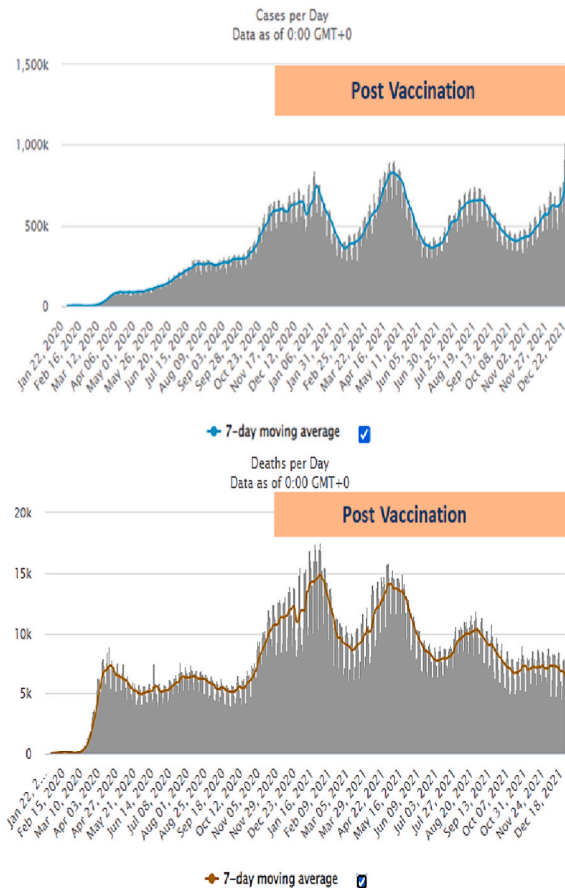 Cases per Day
Data as of 0:00 GMT+0
1,500k
Post Vaccination
1,000k
500k
0
Jan 22, 2020
Feb 16, 2020
Mar 12, 2020
Apr 06, 2020
May 01, 2020
May 26, 2020
Jun 20, 2020
Jul 15, 2020
Aug 09, 2020
Sep 03, 2020
Sep 28, 2020
Oct 23, 2020
Nov 17, 2020
Dec 12, 2020
Jan 06, 2021
Jan 31, 2021
Feb 25, 2021
Mar 22, 2021
Apr 16, 2021
May 11, 2021
Jun 05, 2021
Jun 30, 2021
Jul 25, 2021
Aug 19, 2021
Sep 13, 2021
Oct 08, 2021
Nov 02, 2021
Nov 27, 2021
Dec 22, 2021
7-day moving average
Deaths per Day
Data as of 0:00 GMT+0
20k
Post Vaccination
15k
10k
5k
0
Jan 22, 2...
Feb 15, 2020
Mar 10, 2020
Apr 03, 2020
Apr 27, 2020
May 21, 2020
Jun 14, 2020
Jul 08, 2020
Aug 01, 2020
Aug 25, 2020
Sep 18, 2020
Oct 12, 2020
Nov 05, 2020
Nov 29, 2020
Dec 23, 2020
Jan 16, 2021
Feb 09, 2021
Mar 05, 2021
Mar 29, 2021
Apr 22, 2021
May 16, 2021
Jun 09, 2021
Jul 03, 2021
Jul 27, 2021
Aug 20, 2021
Sep 13, 2021
Oct 07, 2021
Oct 31, 2021
Nov 24, 2021
Dec 18, 2021
7-day moving average